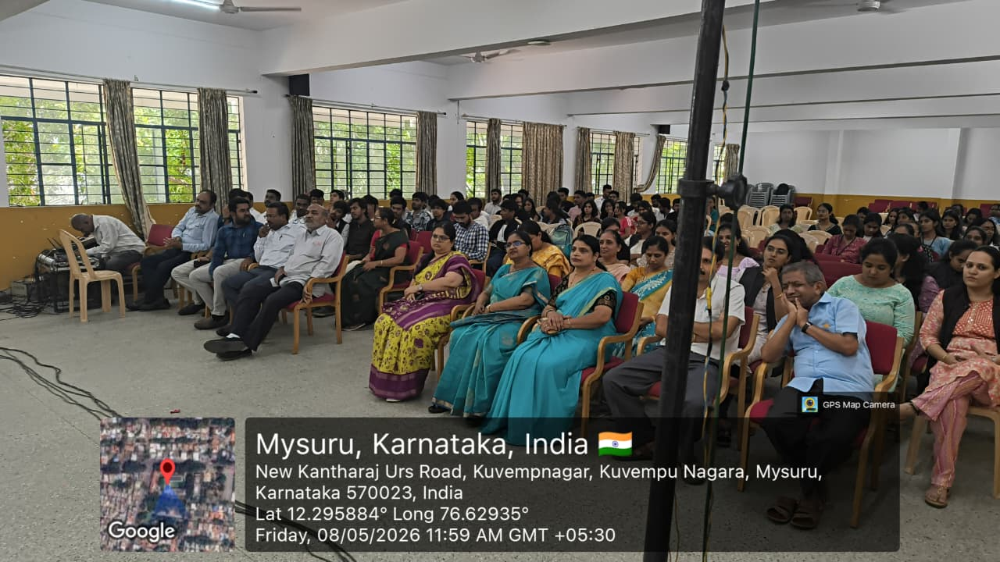 GPS Map Camera
Mysuru, Karnataka, India 🇮🇳
New Kantharaj Urs Road, Kuvempnagar, Kuvempu Nagara, Mysuru,
Karnataka 570023, India
Lat 12.295884° Long 76.62935°
Friday, 08/05/2026 11:59 AM GMT +05:30
Google